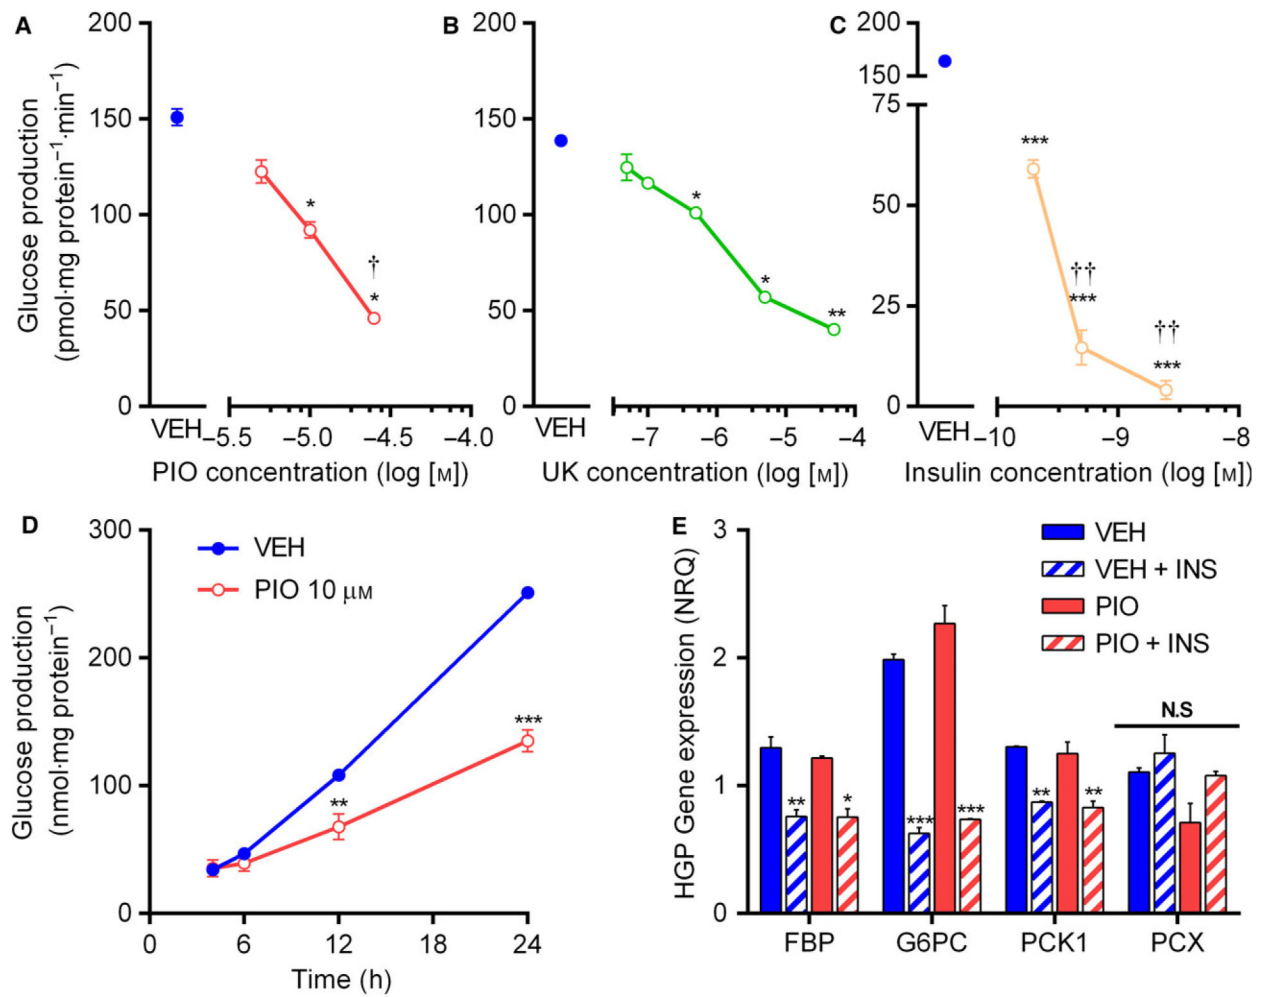 A
200
150
100
50
0
Glucose production
(pmol·mg protein⁻¹·min⁻¹)
*
†
*
VEH
–5.5
–5.0
–4.5
–4.0
PIO concentration (log [M])
B
200
150
100
50
0
*
*
**
VEH
–7
–6
–5
–4
UK concentration (log [M])
C
200
150
75
50
25
0
***
††
***
††
***
VEH
–10
–9
–8
Insulin concentration (log [M])
D
300
200
100
0
Glucose production
(nmol·mg protein⁻¹)
VEH
PIO 10 µM
**
***
0
6
12
18
24
Time (h)
E
3
2
1
0
HGP Gene expression (NRQ)
VEH
VEH + INS
PIO
PIO + INS
N.S
**
*
***
***
**
**
FBP
G6PC
PCK1
PCX